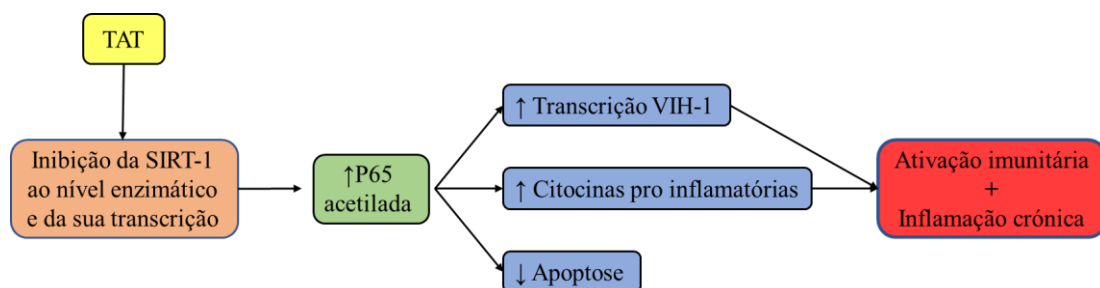 TAT
Inibição da SIRT-1
ao nível enzimático
e da sua transcrição
↑P65
acetilada
↑ Transcrição VIH-1
↑ Citocinas pro inflamatórias
↓ Apoptose
Ativação imunitária
+
Inflamação crónica